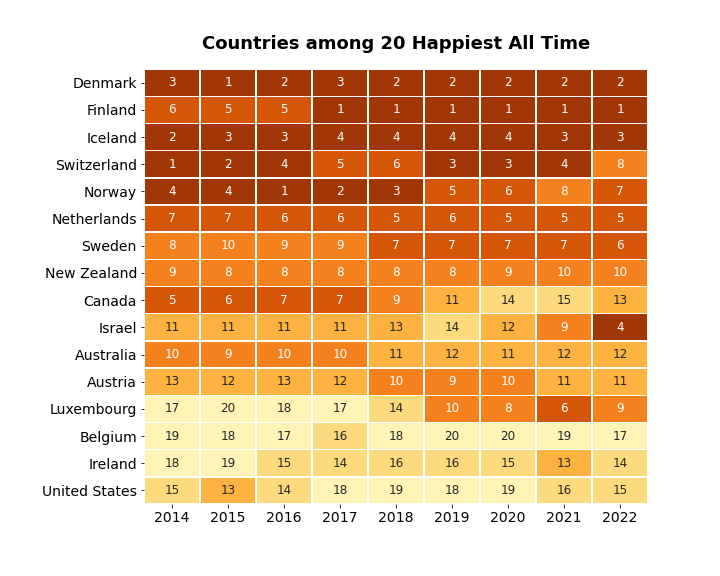 Countries among 20 Happiest All Time
Denmark 3 1 2 3 2 2 2 2 2
Finland 6 5 5 1 1 1 1 1 1
Iceland 2 3 3 4 4 4 4 3 3
Switzerland 1 2 4 5 6 3 3 4 8
Norway 4 4 1 2 3 5 6 8 7
Netherlands 7 7 6 6 5 6 5 5 5
Sweden 8 10 9 9 7 7 7 7 6
New Zealand 9 8 8 8 8 8 9 10 10
Canada 5 6 7 7 9 11 14 15 13
Israel 11 11 11 11 13 14 12 9 4
Australia 10 9 10 10 11 12 11 12 12
Austria 13 12 13 12 10 9 10 11 11
Luxembourg 17 20 18 17 14 10 8 6 9
Belgium 19 18 17 16 18 20 20 19 17
Ireland 18 19 15 14 16 16 15 13 14
United States 15 13 14 18 19 18 19 16 15
2014 2015 2016 2017 2018 2019 2020 2021 2022